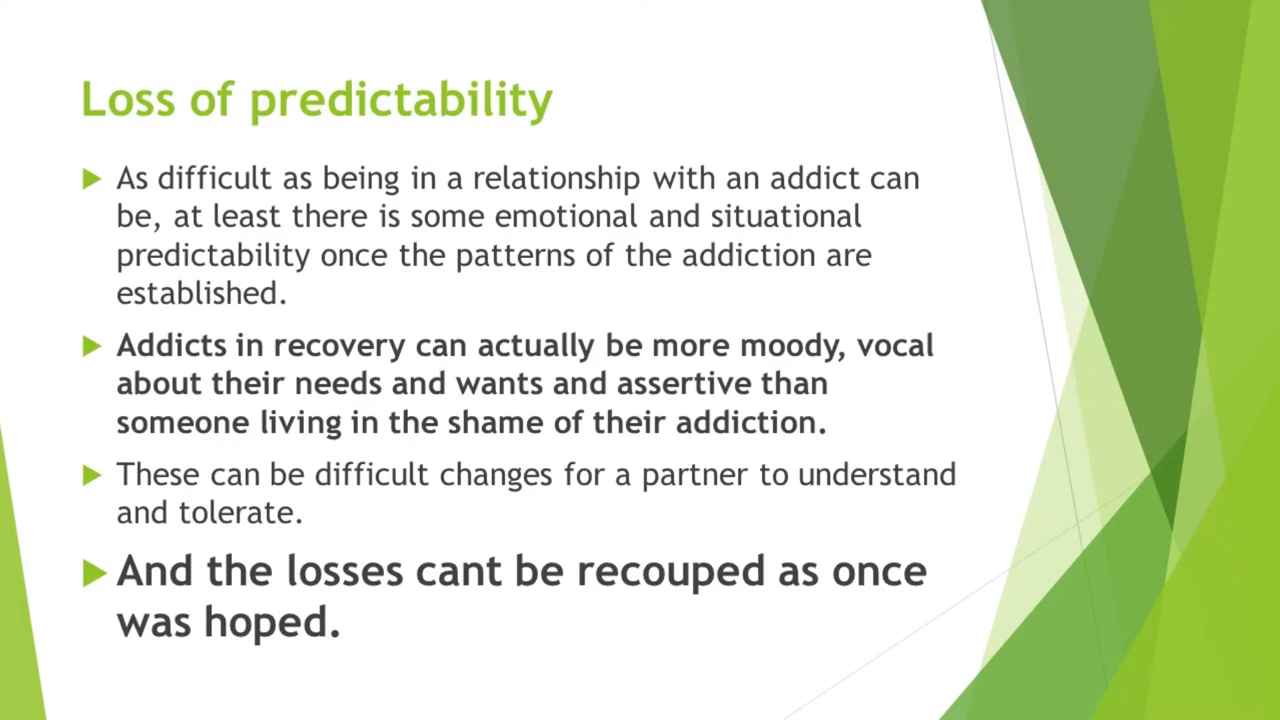 Loss of predictability
As difficult as being in a relationship with an addict can
be, at least there is some emotional and situational
predictability once the patterns of the addiction are
established.
Addicts in recovery can actually be more moody, vocal
about their needs and wants and assertive than
someone living in the shame of their addiction.
These can be difficult changes for a partner to understand
and tolerate.
And the losses cant be recouped as once
was hoped.